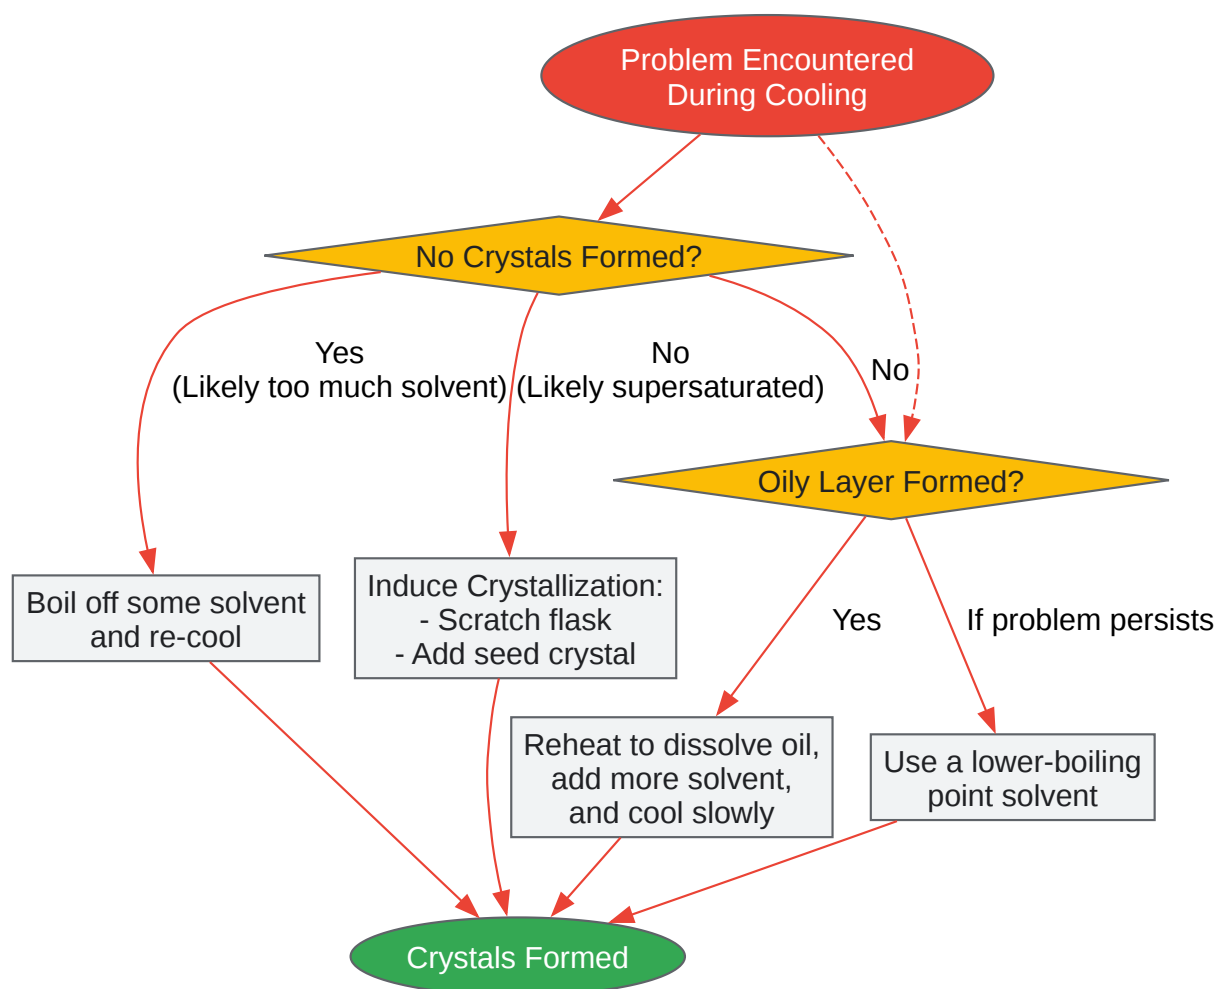 Problem Encountered
During Cooling
No Crystals Formed?
Yes
(Likely too much solvent)
No
(Likely supersaturated)
No
Oily Layer Formed?
Boil off some solvent
and re-cool
Induce Crystallization:
- Scratch flask
- Add seed crystal
Yes
If problem persists
Reheat to dissolve oil,
add more solvent,
and cool slowly
Use a lower-boiling
point solvent
Crystals Formed